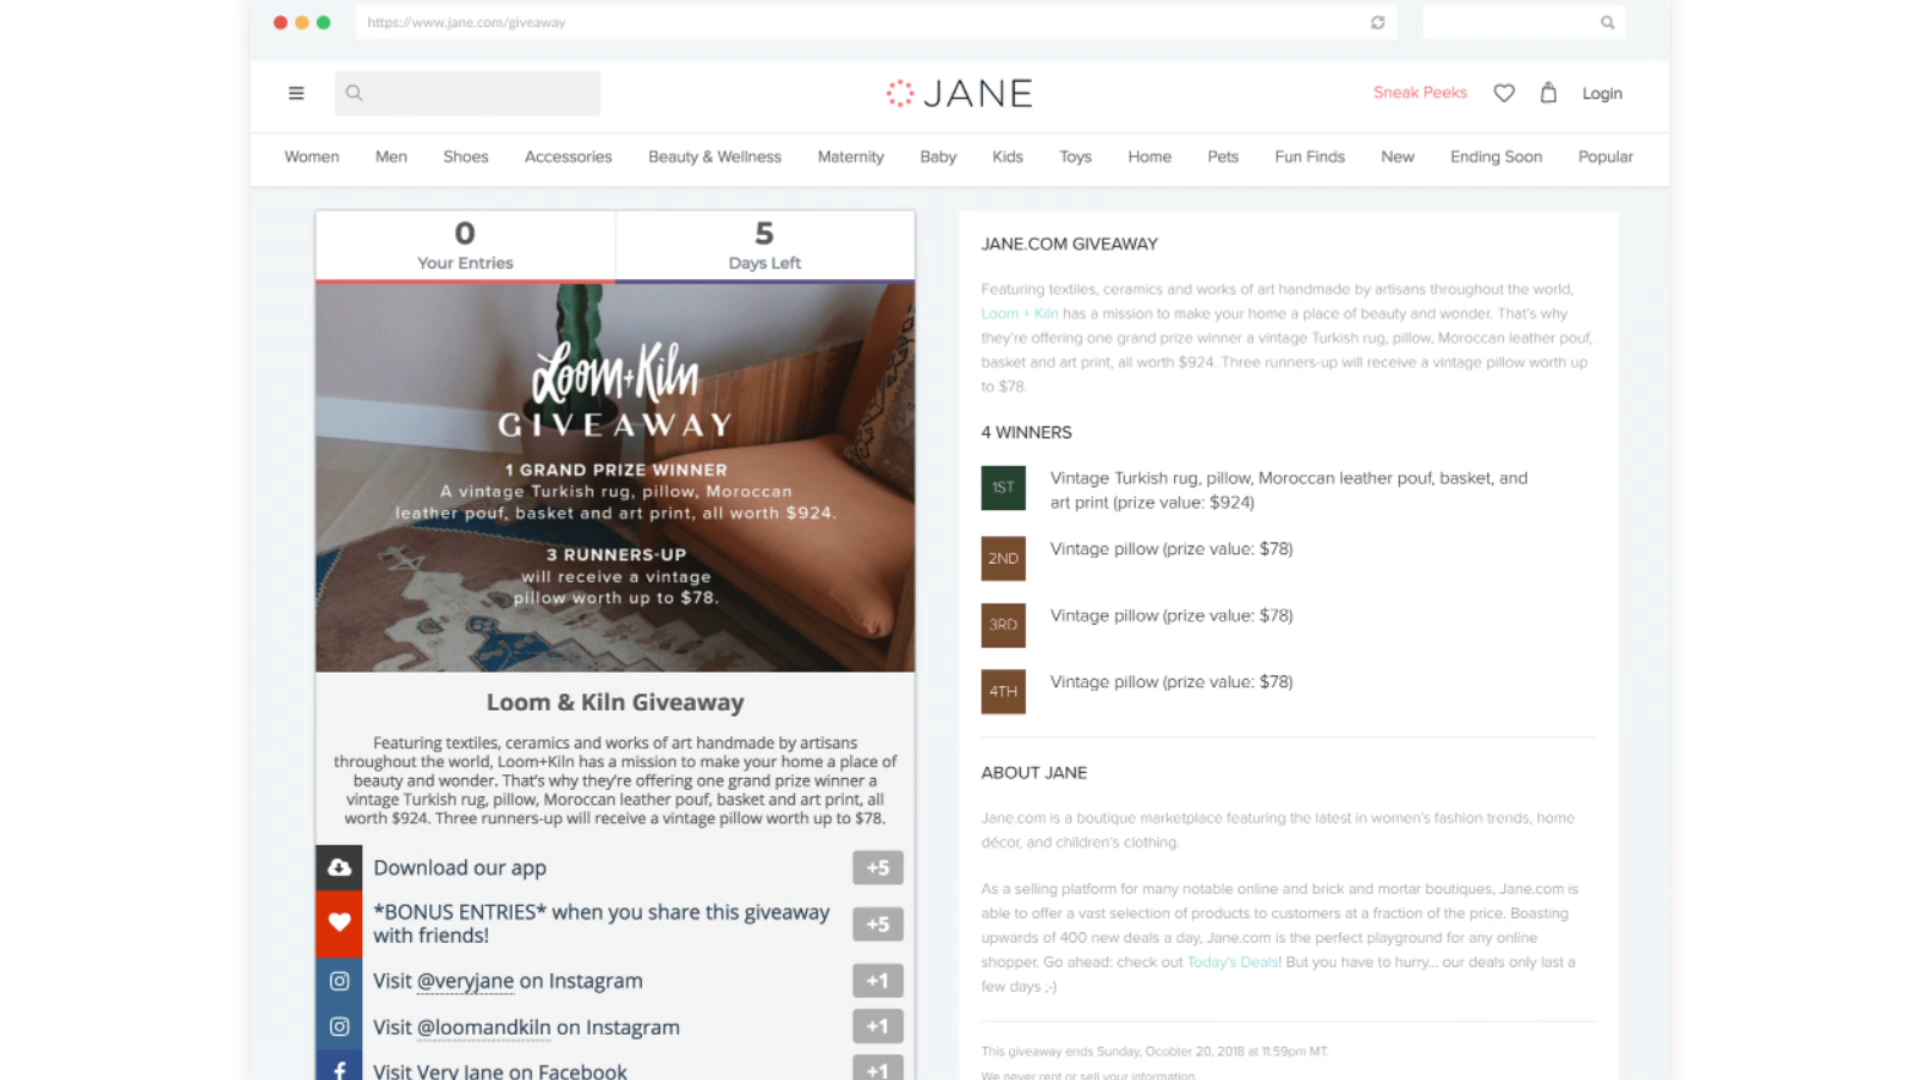 https://www.jane.com/giveaway
JANE
Sneak Peeks
Login
Women Men Shoes Accessories Beauty & Wellness Maternity Baby Kids Toys Home Pets Fun Finds New Ending Soon Popular
0
Your Entries
5
Days Left
Loom+Kiln
GIVEAWAY
1 GRAND PRIZE WINNER
A vintage Turkish rug, pillow, Moroccan
leather pouf, basket and art print, all worth $924.
3 RUNNERS-UP
will receive a vintage
pillow worth up to $78.
Loom & Kiln Giveaway
Featuring textiles, ceramics and works of art handmade by artisans
throughout the world, Loom+Kiln has a mission to make your home a place of
beauty and wonder. That's why they're offering one grand prize winner a
vintage Turkish rug, pillow, Moroccan leather pouf, basket and art print, all
worth $924. Three runners-up will receive a vintage pillow worth up to $78.
Download our app +5
*BONUS ENTRIES* when you share this giveaway
with friends! +5
Visit @veryjane on Instagram +1
Visit @loomandkiln on Instagram +1
Visit Very Jane on Facebook +1
JANE.COM GIVEAWAY
Featuring textiles, ceramics and works of art handmade by artisans throughout the world,
Loom + Kiln has a mission to make your home a place of beauty and wonder. That's why
they're offering one grand prize winner a vintage Turkish rug, pillow, Moroccan leather pouf,
basket and art print, all worth $924. Three runners-up will receive a vintage pillow worth up
to $78.
4 WINNERS
1ST Vintage Turkish rug, pillow, Moroccan leather pouf, basket, and
art print (prize value: $924)
2ND Vintage pillow (prize value: $78)
3RD Vintage pillow (prize value: $78)
4TH Vintage pillow (prize value: $78)
ABOUT JANE
Jane.com is a boutique marketplace featuring the latest in women's fashion trends, home
décor, and children's clothing.
As a selling platform for many notable online and brick and mortar boutiques, Jane.com is
able to offer a vast selection of products to customers at a fraction of the price. Boasting
upwards of 400 new deals a day, Jane.com is the perfect playground for any online
shopper. Go ahead: check out Today's Deals! But you have to hurry... our deals only last a
few days ;-)
This giveaway ends Sunday, Ocobter 20, 2018 at 11:59pm MT.
We never rent or sell your information.